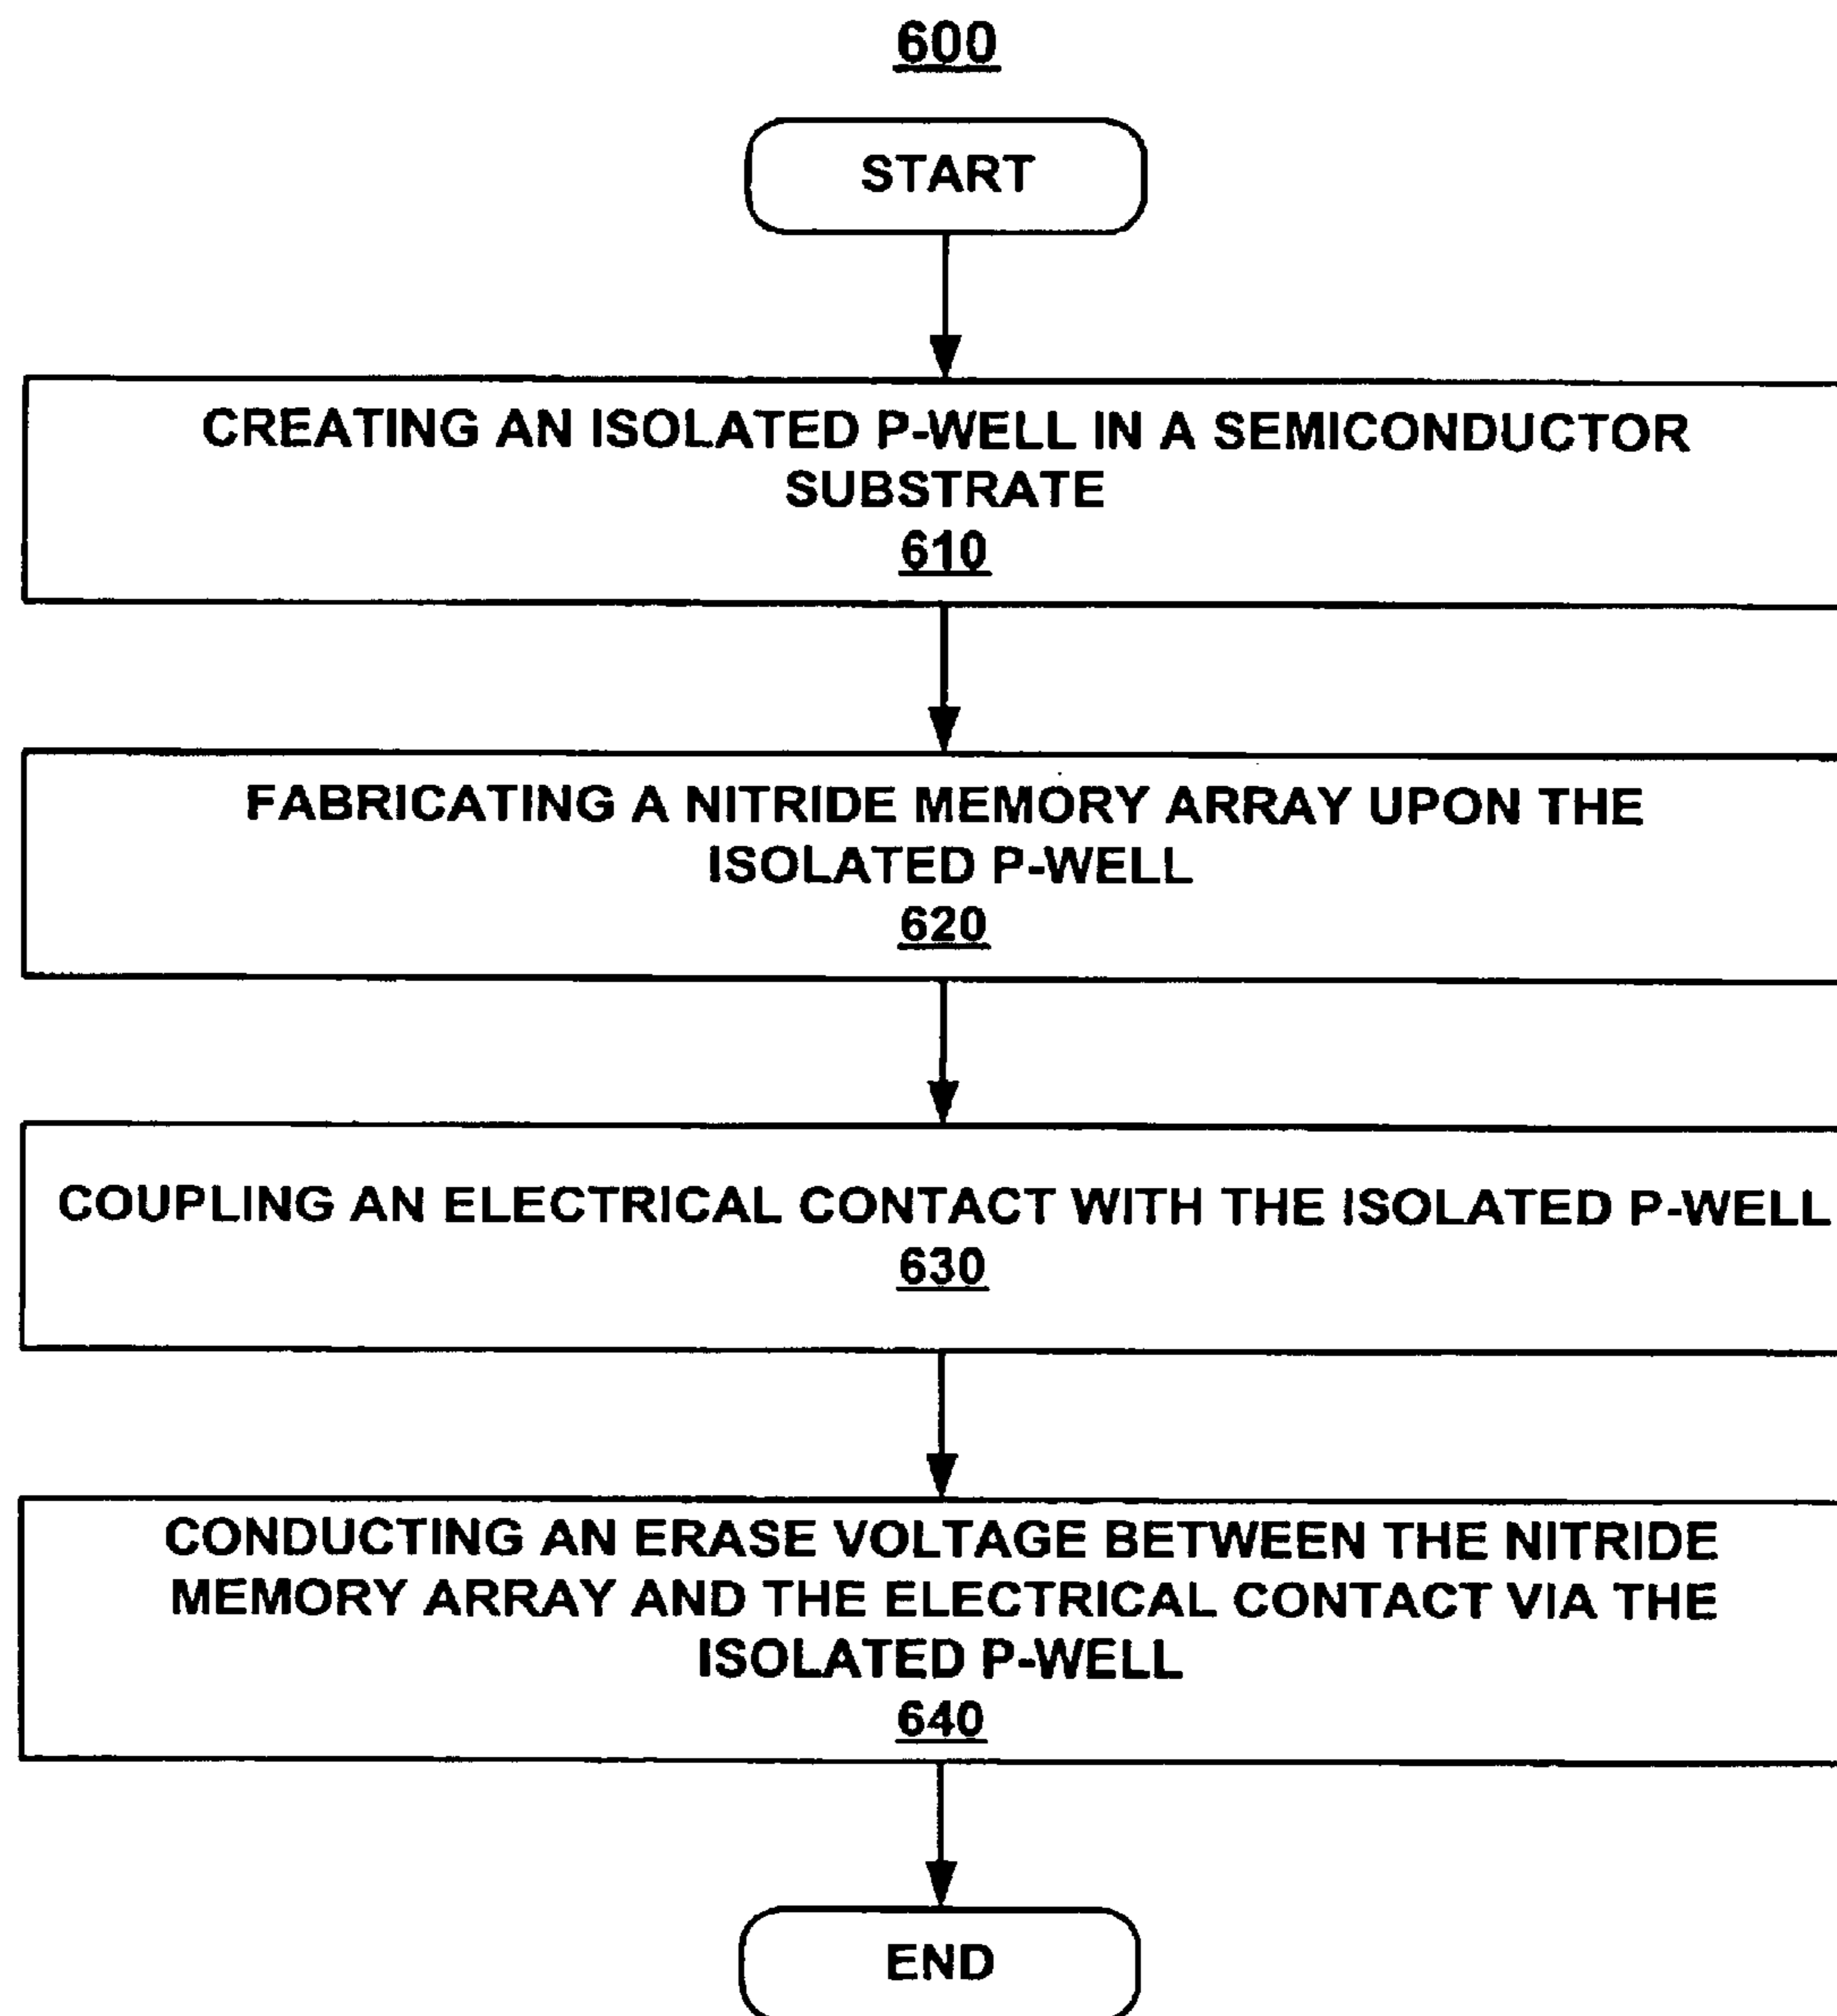 600
START
CREATING AN ISOLATED P-WELL IN A SEMICONDUCTOR
SUBSTRATE
610
FABRICATING A NITRIDE MEMORY ARRAY UPON THE
ISOLATED P-WELL
620
COUPLING AN ELECTRICAL CONTACT WITH THE ISOLATED P-WELL
630
CONDUCTING AN ERASE VOLTAGE BETWEEN THE NITRIDE
MEMORY ARRAY AND THE ELECTRICAL CONTACT VIA THE
ISOLATED P-WELL
640
END